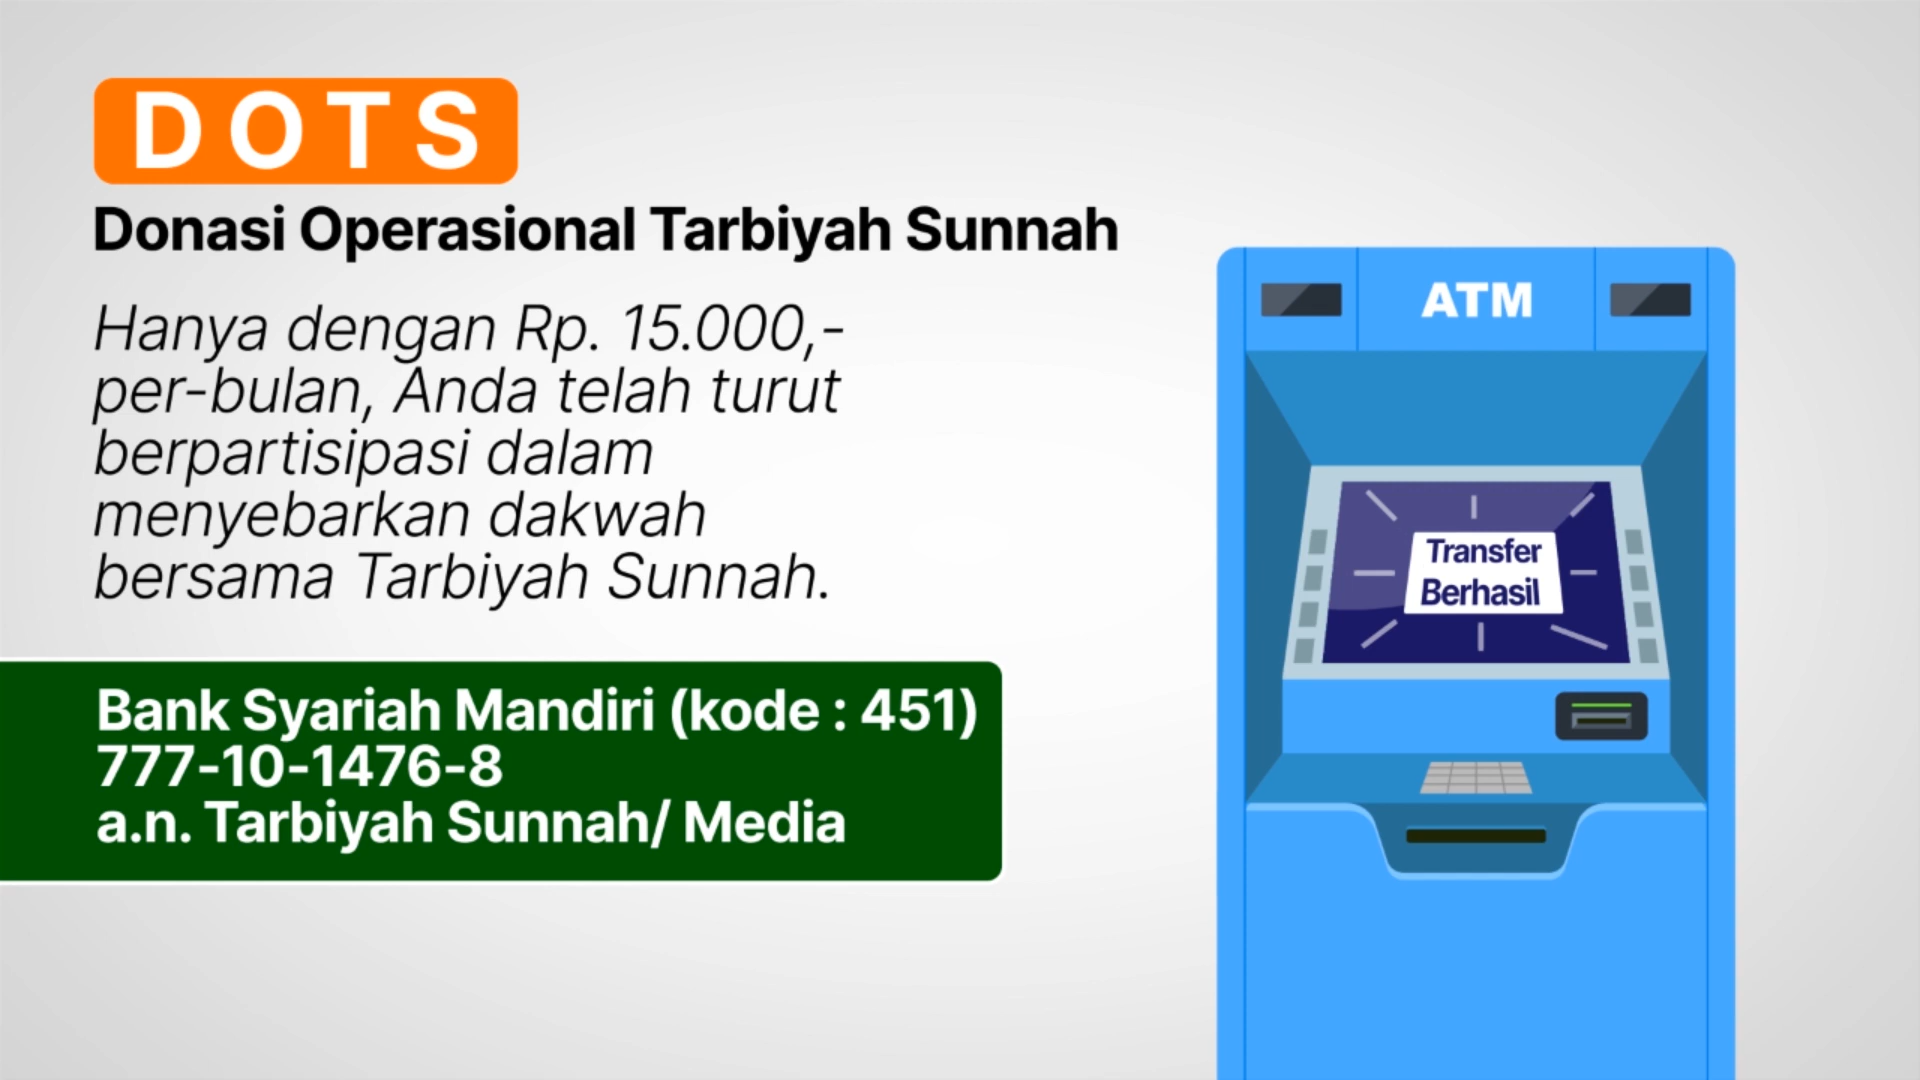 DOTS
Donasi Operasional Tarbiyah Sunnah
Hanya dengan Rp. 15.000,-
per-bulan, Anda telah turut
berpartisipasi dalam
menyebarkan dakwah
bersama Tarbiyah Sunnah.
Bank Syariah Mandiri (kode : 451)
777-10-1476-8
a.n. Tarbiyah Sunnah/ Media
ATM
Transfer
Berhasil